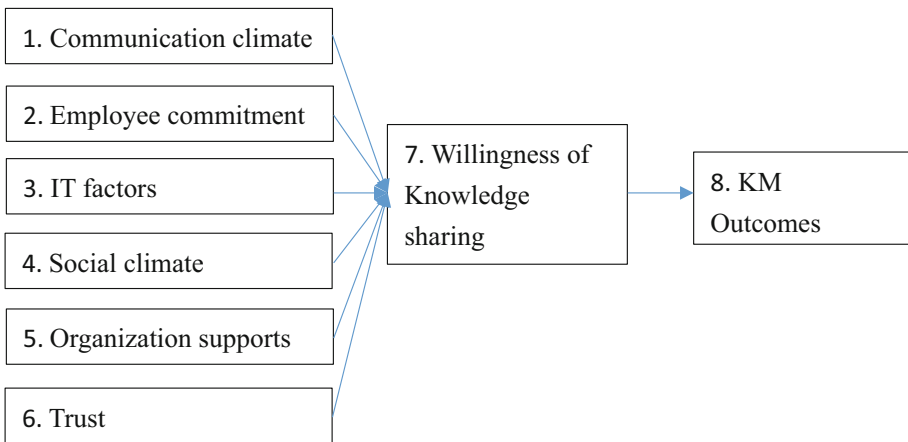 1. Communication climate
2. Employee commitment
3. IT factors
4. Social climate
5. Organization supports
6. Trust
7. Willingness of
Knowledge
sharing
8. KM
Outcomes